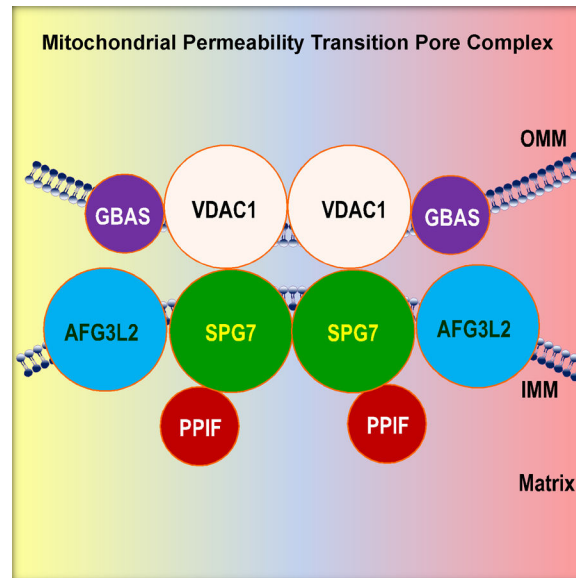 Mitochondrial Permeability Transition Pore Complex
OMM
GBAS
VDAC1
VDAC1
GBAS
AFG3L2
SPG7
SPG7
AFG3L2
IMM
PPIF
PPIF
Matrix